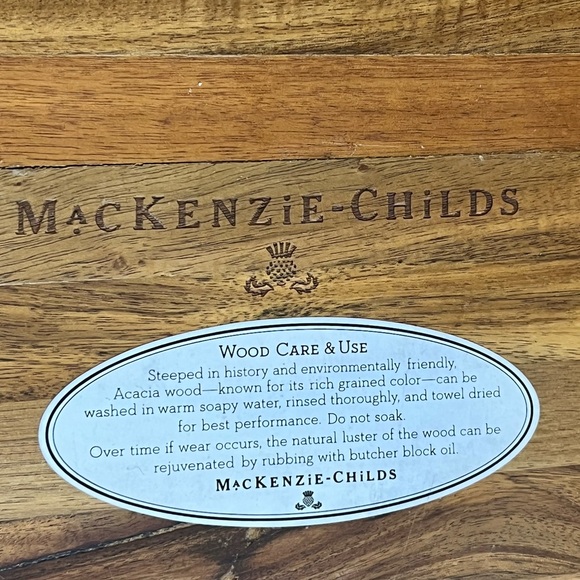 MacKENZiE-CHiLDS
Wood Care & Use
Steeped in history and environmentally friendly,
Acacia wood—known for its rich grained color—can be
washed in warm soapy water, rinsed thoroughly, and towel dried
for best performance. Do not soak.
Over time if wear occurs, the natural luster of the wood can be
rejuvenated by rubbing with butcher block oil.
MacKENZiE-CHiLDS